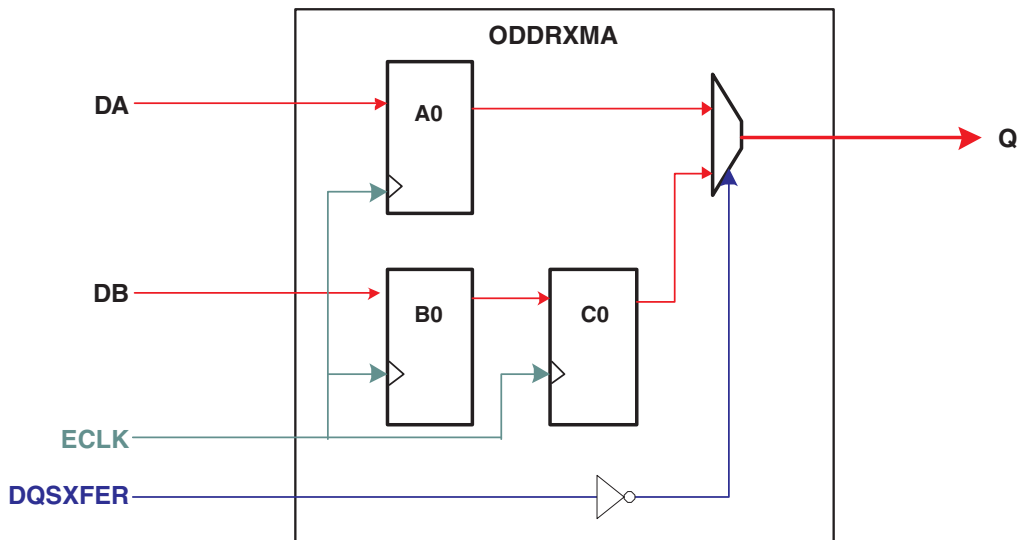 ODDRXMA
DA
A0
Q
DB
B0
C0
ECLK
DQSXFER